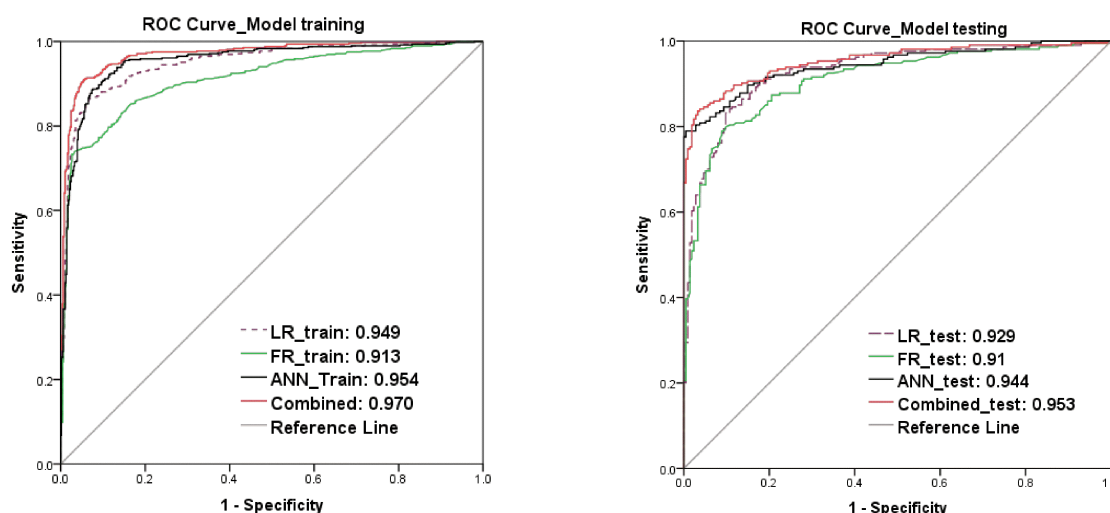 ROC Curve_Model training
1.0
0.8
0.6
0.4
0.2
0.0
Sensitivity
LR_train: 0.949
FR_train: 0.913
ANN_Train: 0.954
Combined: 0.970
Reference Line
0.0 0.2 0.4 0.6 0.8 1.0
1 - Specificity
ROC Curve_Model testing
1.0
0.8
0.6
0.4
0.2
0.0
Sensitivity
LR_test: 0.929
FR_test: 0.91
ANN_test: 0.944
Combined_test: 0.953
Reference Line
0.0 0.2 0.4 0.6 0.8 1.0
1 - Specificity